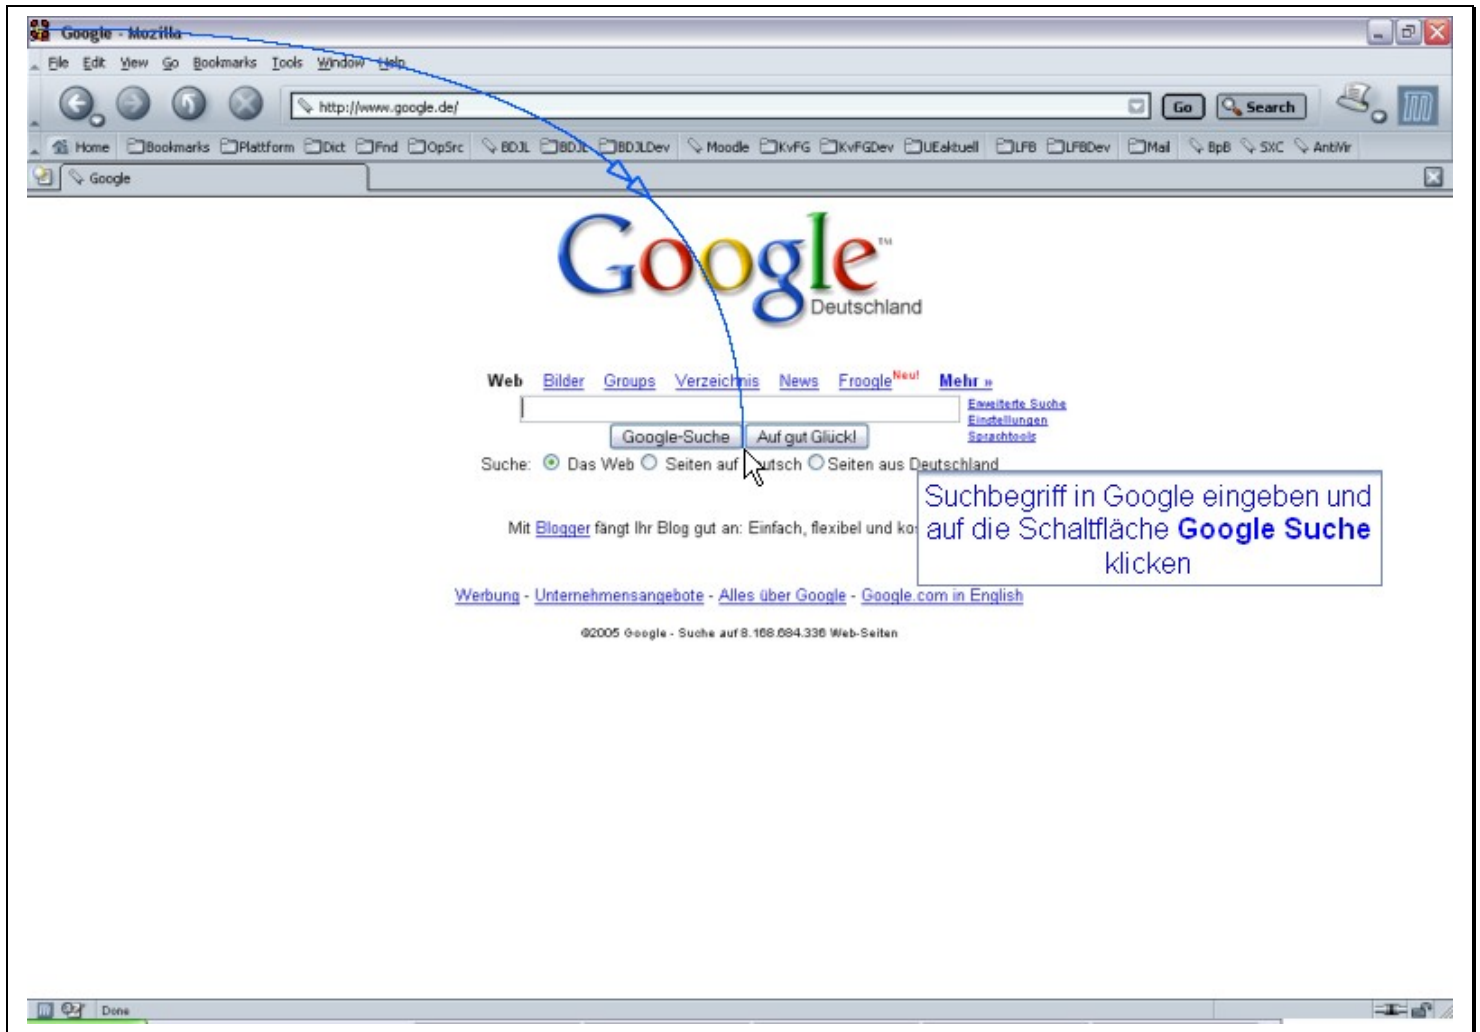 Google - Mozilla
File Edit View Go Bookmarks Tools Window Help
http://www.google.de/ Go Search
Home Bookmarks Plattform Dict Fnd OpSrc BDJL BDJL BDJLDev Moodle KvFG KvFGDev UEaktuell LFB LFBDev Mail BpB SXC AntiVir
Google
Google™
Deutschland
Web Bilder Groups Verzeichnis News Froogle Neu! Mehr »
Erweiterte Suche
Einstellungen
Sprachtools
Google-Suche Auf gut Glück!
Suche: Das Web Seiten auf Deutsch Seiten aus Deutschland
Suchbegriff in Google eingeben und
auf die Schaltfläche Google Suche
klicken
Mit Blogger fängt Ihr Blog gut an: Einfach, flexibel und
Werbung - Unternehmensangebote - Alles über Google - Google.com in English
©2005 Google - Suche auf 8.168.684.336 Web-Seiten
Done